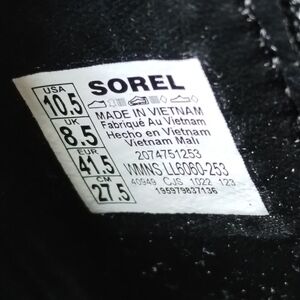 SOREL
USA
10.5
UK
8.5
EUR
41.5
CM
27.5
MADE IN VIETNAM
Fabriqué Au Vietnam
Hecho en Vietnam
Vietnam Mali
2074751253
WMNS LL6060-253
40949 CJS 1022 123
195979837136